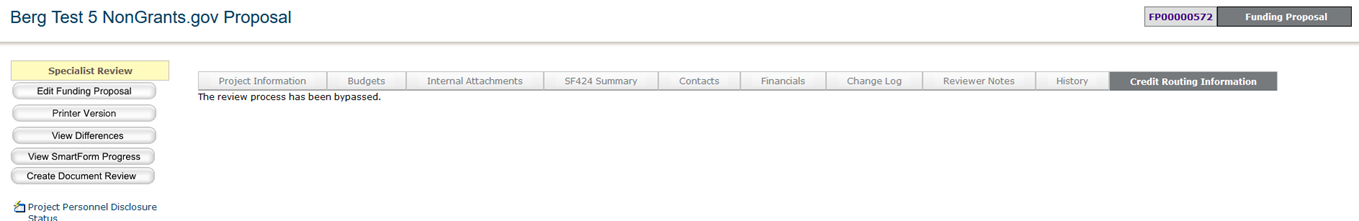 Berg Test 5 NonGrants.gov Proposal
FP00000572 Funding Proposal
Specialist Review
Edit Funding Proposal
Printer Version
View Differences
View SmartForm Progress
Create Document Review
Project Personnel Disclosure
Status
Project Information Budgets Internal Attachments SF424 Summary Contacts Financials Change Log Reviewer Notes History Credit Routing Information
The review process has been bypassed.